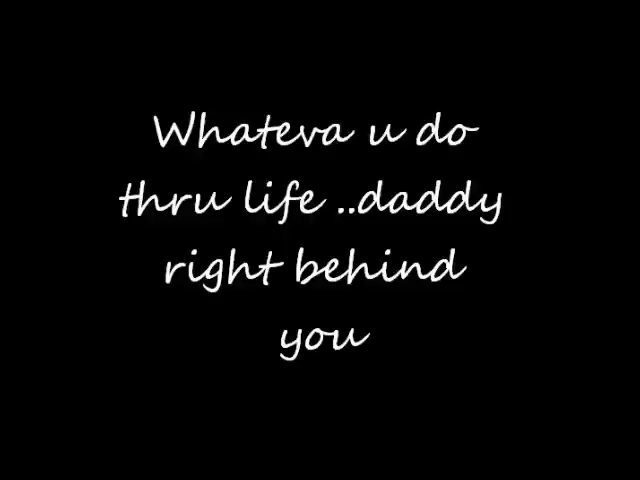 Whateva u do
thru life ..daddy
right behind
you